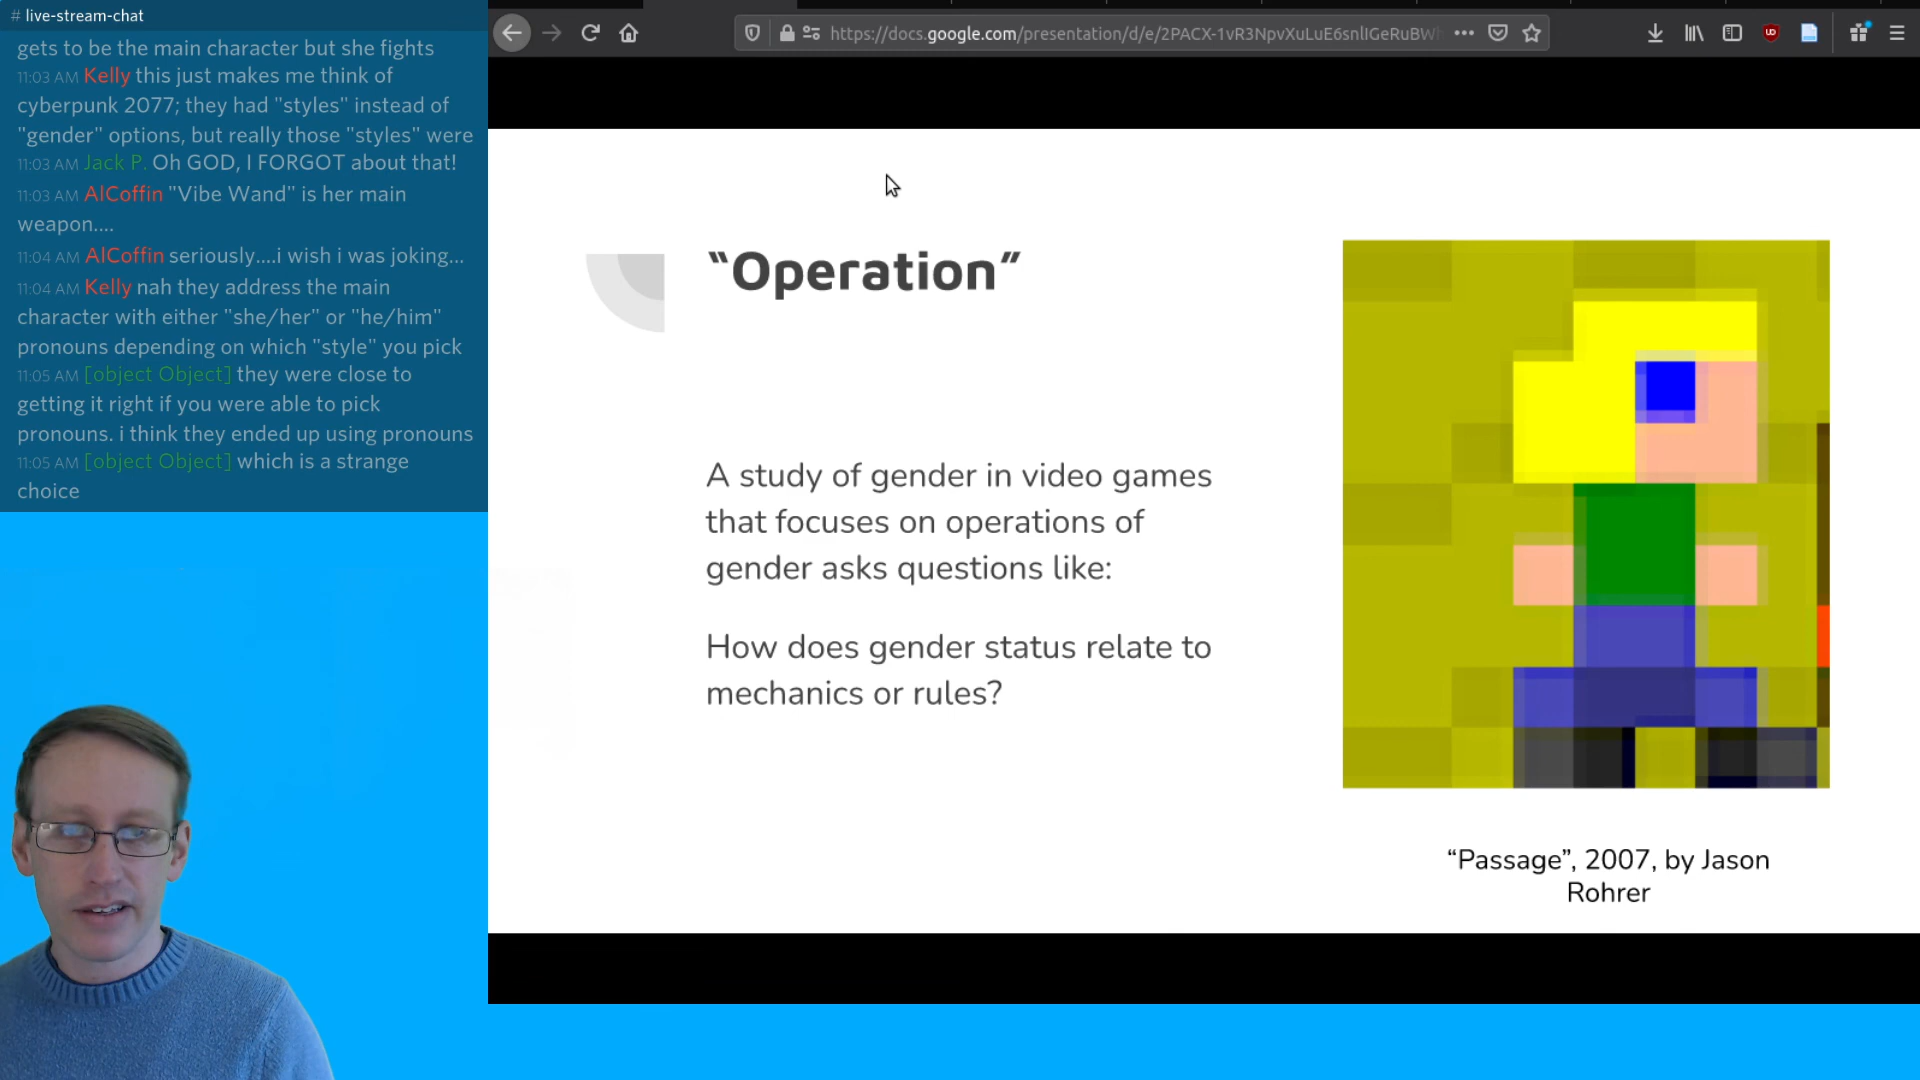 # live-stream-chat
gets to be the main character but she fights
11:03 AM Kelly this just makes me think of
cyberpunk 2077; they had "styles" instead of
"gender" options, but really those "styles" were
11:03 AM Jack P. Oh GOD, I FORGOT about that!
11:03 AM AlCoffin "Vibe Wand" is her main
weapon....
11:04 AM AlCoffin seriously....i wish i was joking...
11:04 AM Kelly nah they address the main
character with either "she/her" or "he/him"
pronouns depending on which "style" you pick
11:05 AM [object Object] they were close to
getting it right if you were able to pick
pronouns. i think they ended up using pronouns
11:05 AM [object Object] which is a strange
choice
“Operation”
A study of gender in video games
that focuses on operations of
gender asks questions like:
How does gender status relate to
mechanics or rules?
“Passage”, 2007, by Jason
Rohrer